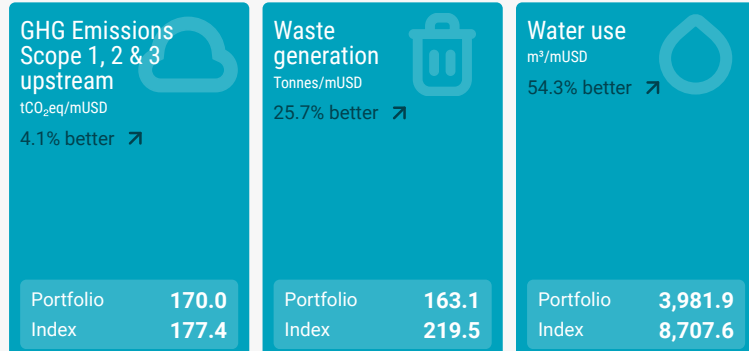 GHG Emissions
Scope 1, 2 & 3
upstream
tCO₂eq/mUSD
4.1% better
Portfolio 170.0
Index 177.4
Waste
generation
Tonnes/mUSD
25.7% better
Portfolio 163.1
Index 219.5
Water use
m³/mUSD
54.3% better
Portfolio 3,981.9
Index 8,707.6